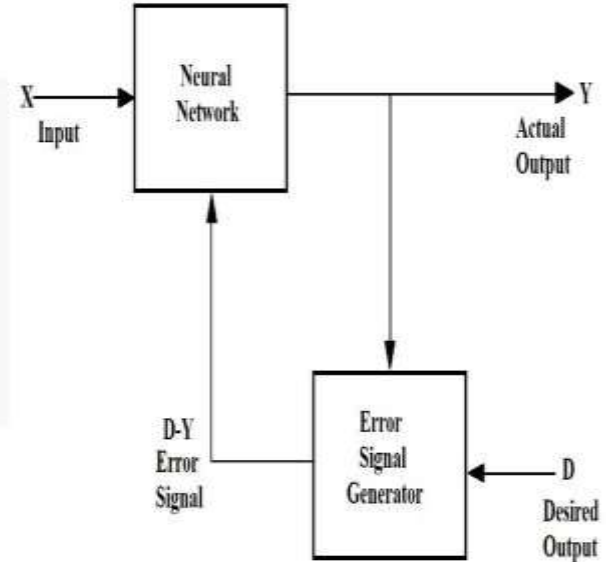 Neural
Network
X
Input
Y
Actual
Output
D-Y
Error
Signal
Error
Signal
Generator
D
Desired
Output